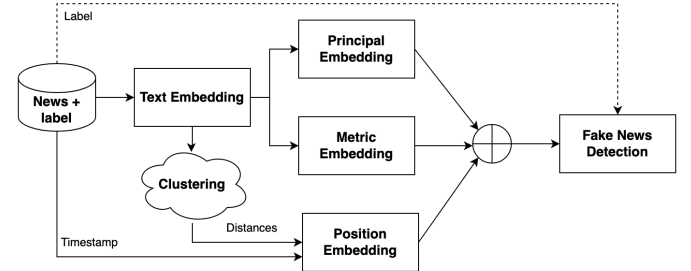 Label
Principal
Embedding
News +
label
Text Embedding
Metric
Embedding
Fake News
Detection
Clustering
Distances
Timestamp
Position
Embedding